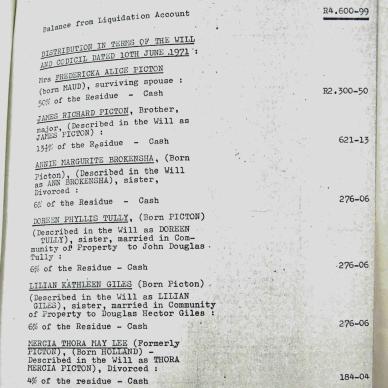 Balance from Liquidation Account R4.600-99
DISTRIBUTION IN TERMS OF THE WILL
AND CODICIL DATED 10TH JUNE 1971 :
Mrs FREDERICKA ALICE PICTON
(born MAUD), surviving spouse :
50% of the Residue - Cash R2.300-50
JAMES RICHARD PICTON, Brother,
major, (Described in the Will as
JAMES PICTON) :
13½% of the Residue - Cash 621-13
ANNIE MARGURITE BROKENSHA, (Born
Picton), (Described in the Will
as ANN BROKENSHA), sister,
Divorced :
6% of the Residue - Cash 276-06
DOREEN PHYLLIS TULLY, (Born PICTON)
(Described in the Will as DOREEN
TULLY), sister, married in Com-
munity of Property to John Douglas
Tully :
6% of the Residue - Cash 276-06
LILIAN KATHLEEN GILES (Born Picton)
(Described in the Will as LILIAN
GILES), sister, married in Community
of Property to Douglas Hector Giles :
6% of the Residue - Cash 276-06
MERCIA THORA MAY LEE (Formerly
PICTON), (Born HOLLAND) -
Described in the Will as THORA
MERCIA PICTON), Divorced :
4% of the residue - Cash 184-04